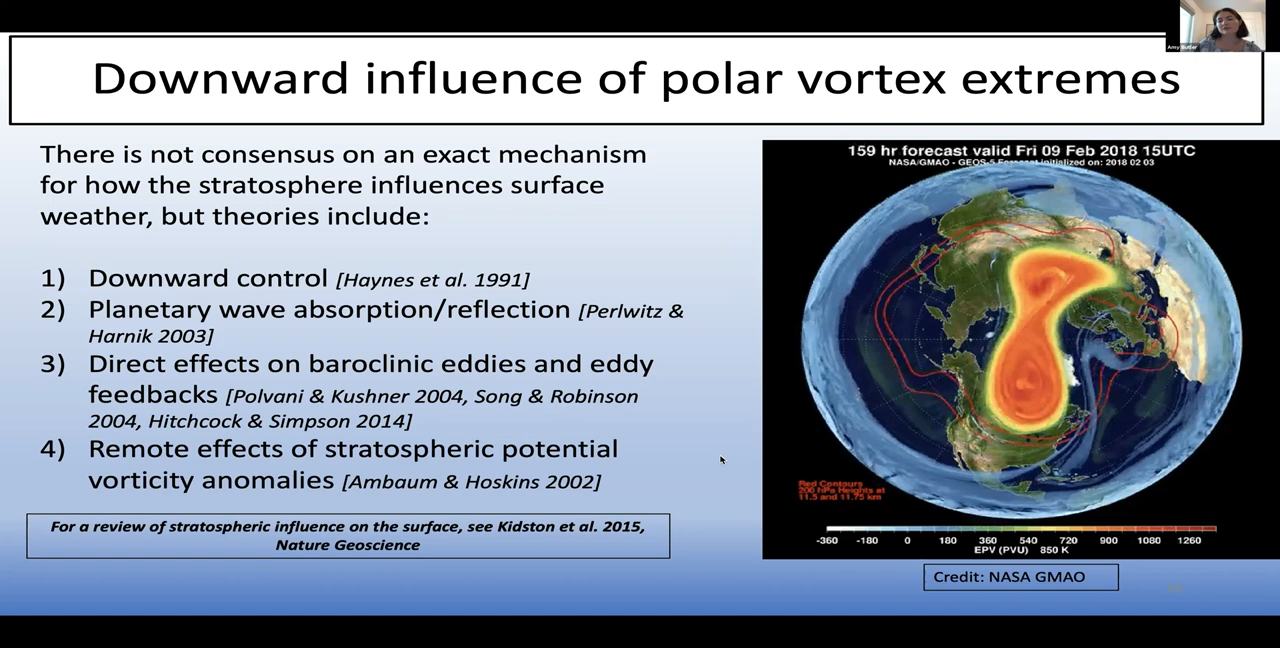 Amy Butler
Downward influence of polar vortex extremes
There is not consensus on an exact mechanism
for how the stratosphere influences surface
weather, but theories include:
1) Downward control [Haynes et al. 1991]
2) Planetary wave absorption/reflection [Perlwitz &
Harnik 2003]
3) Direct effects on baroclinic eddies and eddy
feedbacks [Polvani & Kushner 2004, Song & Robinson
2004, Hitchcock & Simpson 2014]
4) Remote effects of stratospheric potential
vorticity anomalies [Ambaum & Hoskins 2002]
For a review of stratospheric influence on the surface, see Kidston et al. 2015,
Nature Geoscience
159 hr forecast valid Fri 09 Feb 2018 15UTC
NASA/GMAO - GEOS-5 Forecast initialized on: 2018 02 03
Red Contours
200 hPa Heights at
11.5 and 11.75 km
-360 -180 0 180 360 540 720 900 1080 1260
EPV (PVU) 850 K
Credit: NASA GMAO